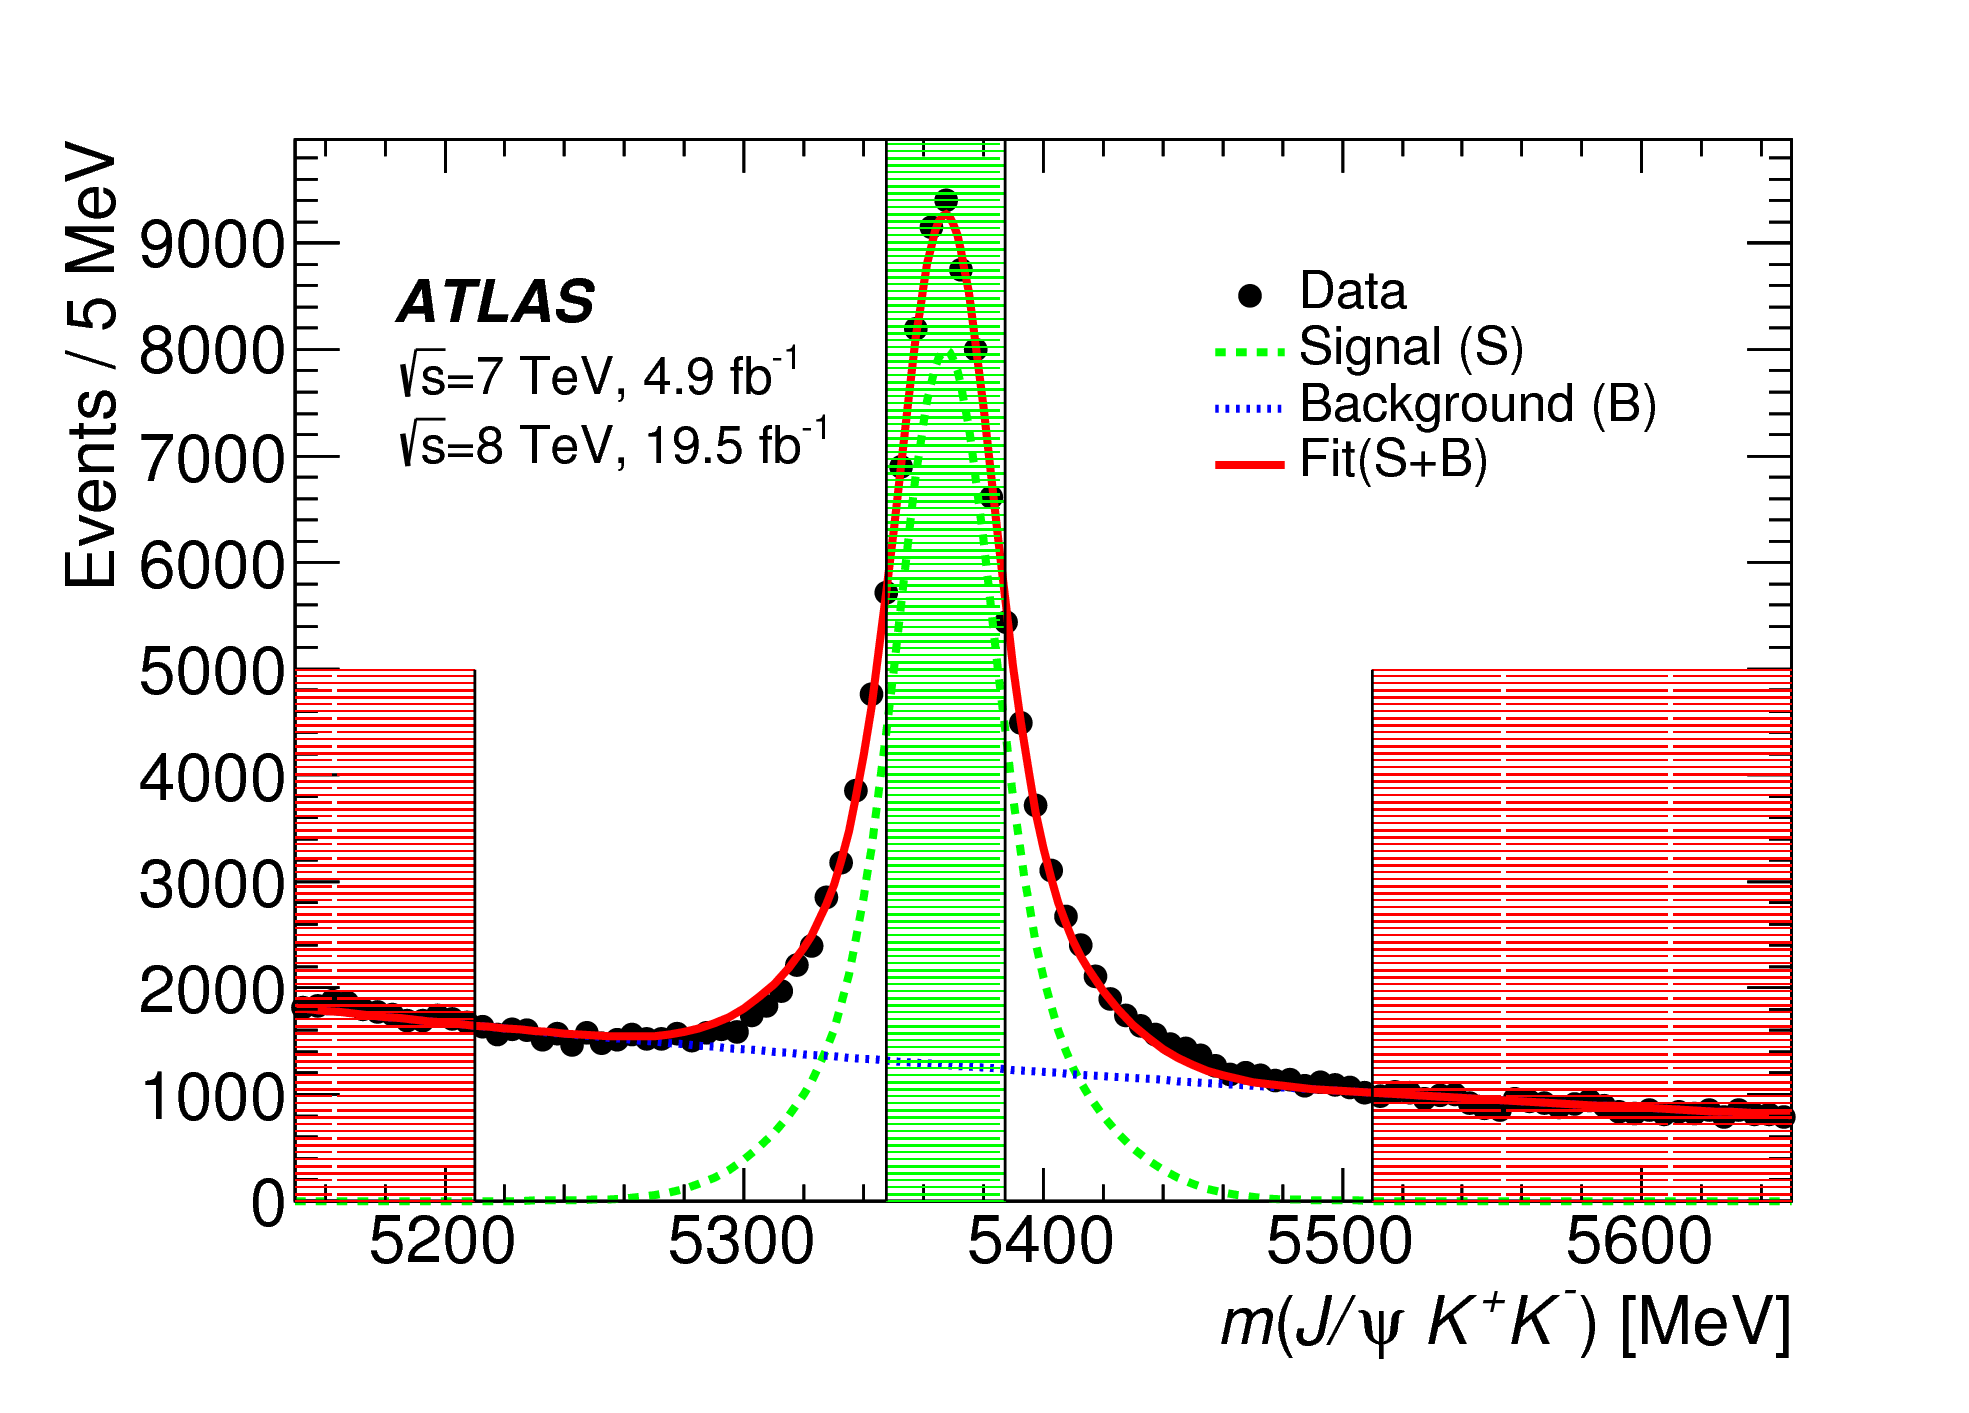 Events / 5 MeV
9000
8000
7000
6000
5000
4000
3000
2000
1000
0
ATLAS
√s=7 TeV, 4.9 fb⁻¹
√s=8 TeV, 19.5 fb⁻¹
Data
Signal (S)
Background (B)
Fit(S+B)
5200 5300 5400 5500 5600
m(J/ψ K⁺K⁻) [MeV]